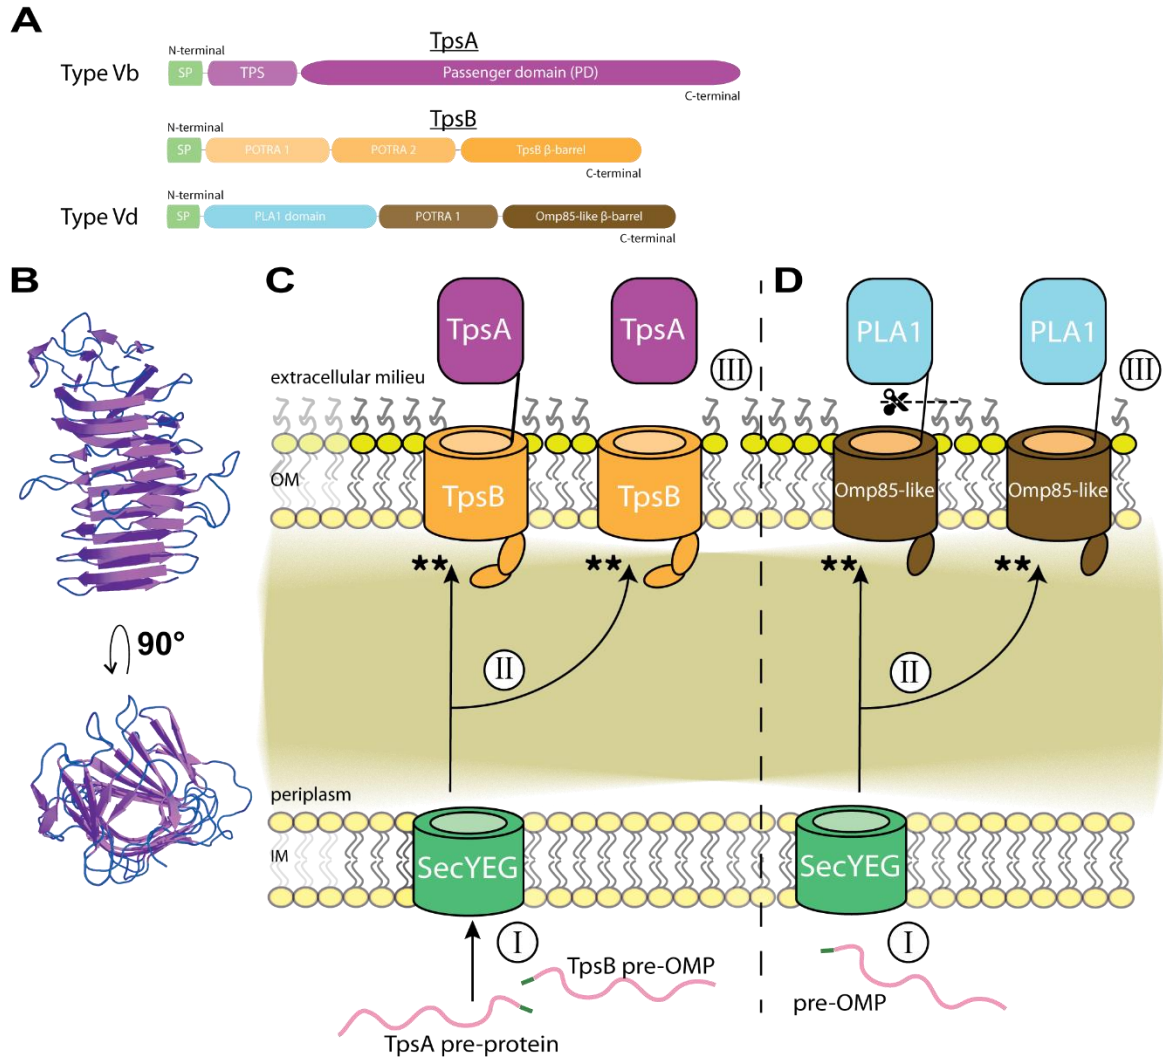 A
TpsA
N-terminal
Type Vb
SP
TPS
Passenger domain (PD)
C-terminal
TpsB
N-terminal
SP
POTRA 1
POTRA 2
TpsB β-barrel
C-terminal
N-terminal
Type Vd
SP
PLA1 domain
POTRA 1
Omp85-like β-barrel
C-terminal
B
90°
C
TpsA
TpsA
III
extracellular milieu
OM
TpsB
TpsB
**
**
II
periplasm
IM
SecYEG
I
TpsB pre-OMP
TpsA pre-protein
D
PLA1
PLA1
III
Omp85-like
Omp85-like
**
**
II
SecYEG
I
pre-OMP